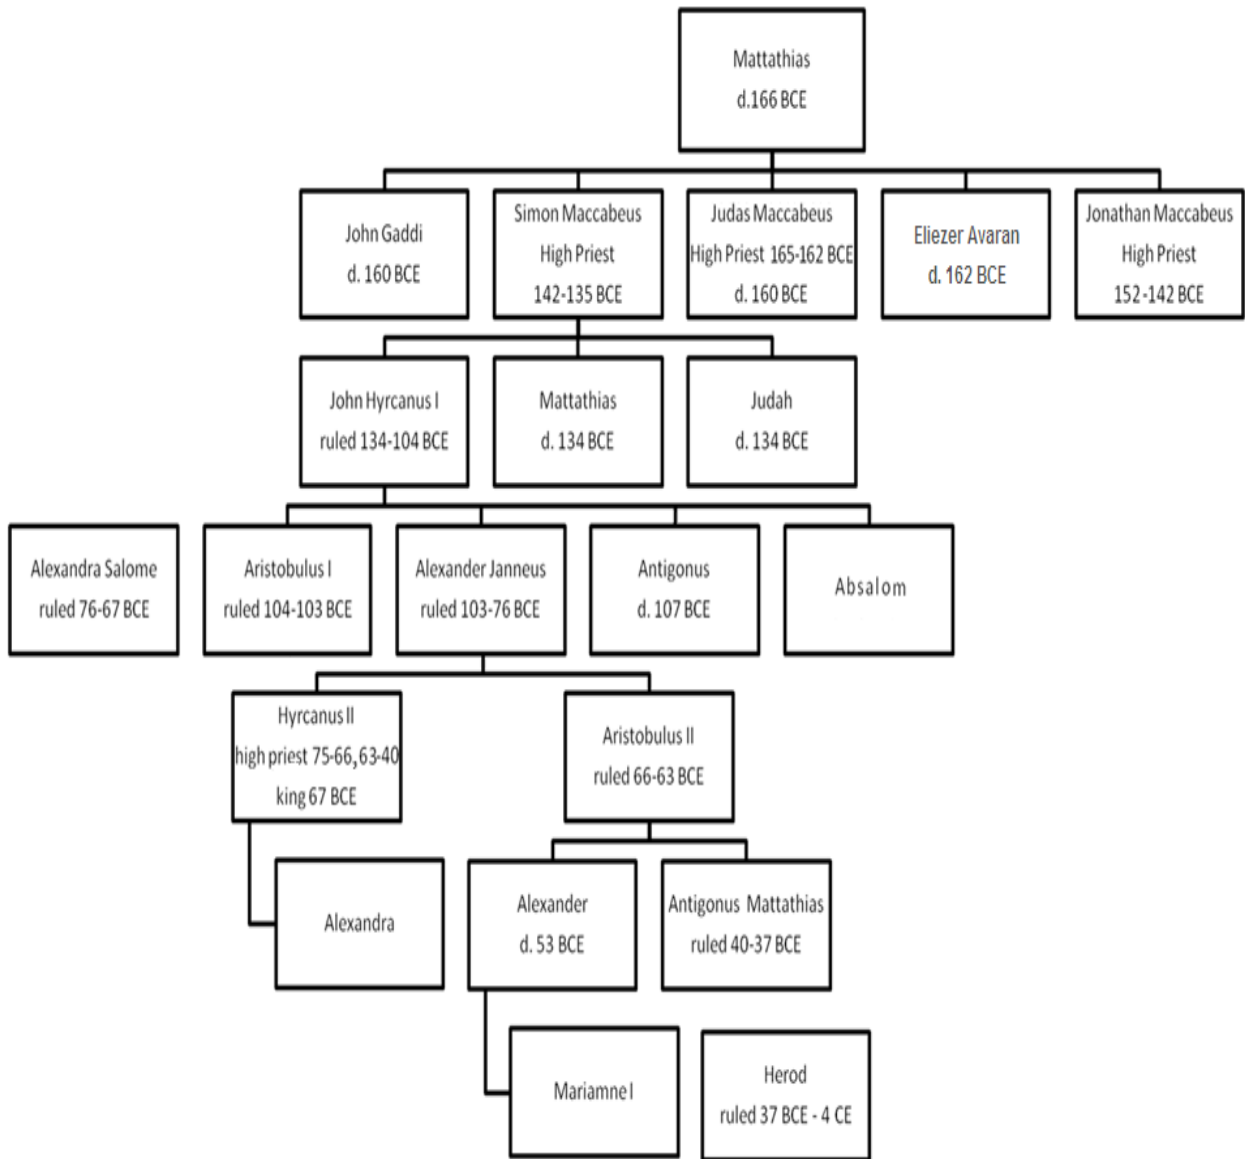 Mattathias
d.166 BCE
John Gaddi
d. 160 BCE
Simon Maccabeus
High Priest
142-135 BCE
Judas Maccabeus
High Priest 165-162 BCE
d. 160 BCE
Eliezer Avaran
d. 162 BCE
Jonathan Maccabeus
High Priest
152-142 BCE
John Hyrcanus I
ruled 134-104 BCE
Mattathias
d. 134 BCE
Judah
d. 134 BCE
Alexandra Salome
ruled 76-67 BCE
Aristobulus I
ruled 104-103 BCE
Alexander Janneus
ruled 103-76 BCE
Antigonus
d. 107 BCE
Absalom
Hyrcanus II
high priest 75-66, 63-40
king 67 BCE
Aristobulus II
ruled 66-63 BCE
Alexandra
Alexander
d. 53 BCE
Antigonus Mattathias
ruled 40-37 BCE
Mariamne I
Herod
ruled 37 BCE - 4 CE